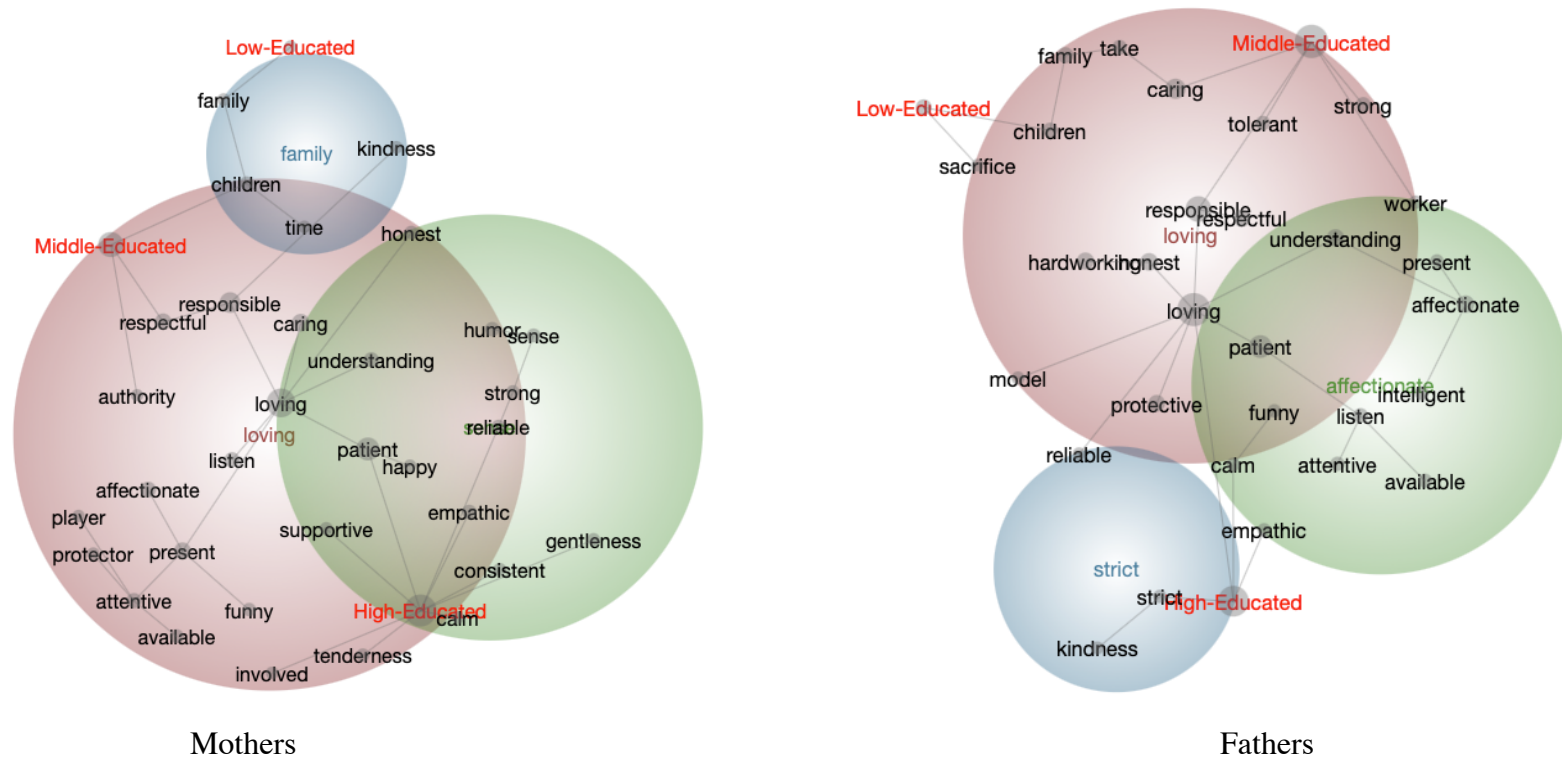 Low-Educated
family
family
kindness
children
time
Middle-Educated
honest
responsible
respectful
caring
humor
sense
understanding
authority
loving
strong
loving
reliable
patient
listen
happy
affectionate
player
empathic
supportive
protector
present
gentleness
consistent
attentive
funny
High-Educated
calm
available
tenderness
involved
Mothers
Middle-Educated
family
take
caring
Low-Educated
strong
children
tolerant
sacrifice
worker
responsible
respectful
loving
understanding
hardworking
honest
present
loving
affectionate
patient
model
affectionate
intelligent
protective
funny
listen
reliable
calm
attentive
available
empathic
strict
strict
High-Educated
kindness
Fathers